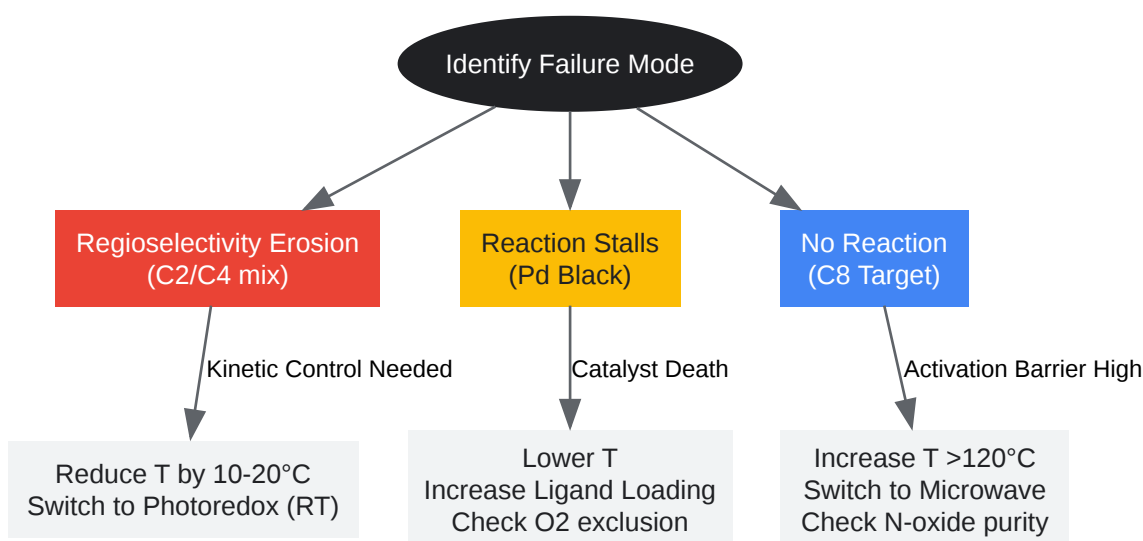 Identify Failure Mode
Regioselectivity Erosion
(C2/C4 mix)
Reaction Stalls
(Pd Black)
No Reaction
(C8 Target)
Kinetic Control Needed
Catalyst Death
Activation Barrier High
Reduce T by 10-20°C
Switch to Photoredox (RT)
Lower T
Increase Ligand Loading
Check O2 exclusion
Increase T >120°C
Switch to Microwave
Check N-oxide purity